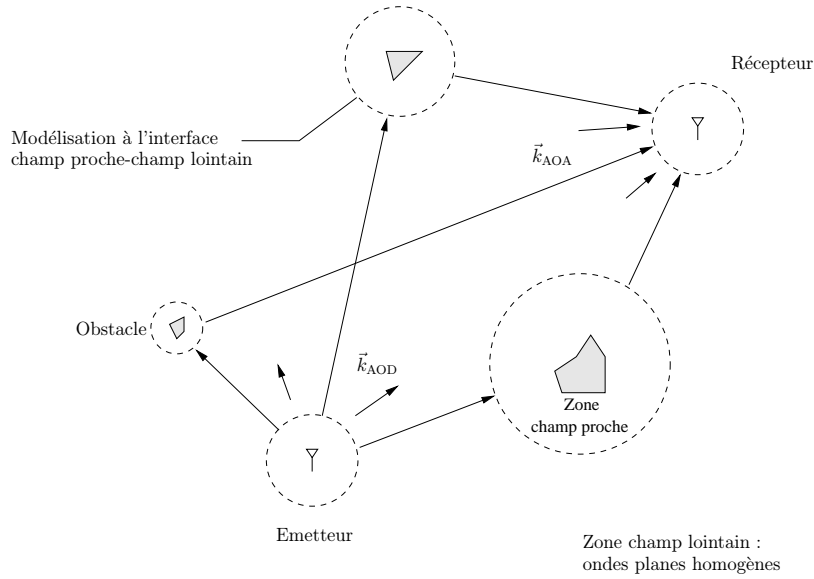 Récepteur
Modélisation à l'interface
champ proche-champ lointain
k⃗AOA
Obstacle
k⃗AOD
Zone
champ proche
Emetteur
Zone champ lointain :
ondes planes homogènes